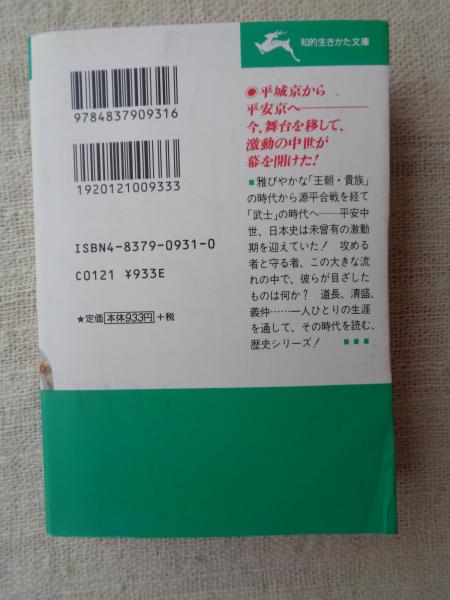 知的生きかた文庫
9784837909316
1920121009333
ISBN4-8379-0931-0
C0121 ¥933E
★定価 本体933円 +税
◉平城京から
平安京へ——
今、舞台を移して、
激動の中世が
幕を開けた!
■雅びやかな「王朝・貴族」
の時代から源平合戦を経て
「武士」の時代へ——平安中
世、日本史は未曾有の激動
期を迎えていた! 攻める
者と守る者、この大きな流
れの中で、彼らが目ざした
ものは何か? 道長、清盛、
義仲……一人ひとりの生涯
を通して、その時代を読む、
歴史シリーズ! ■■■